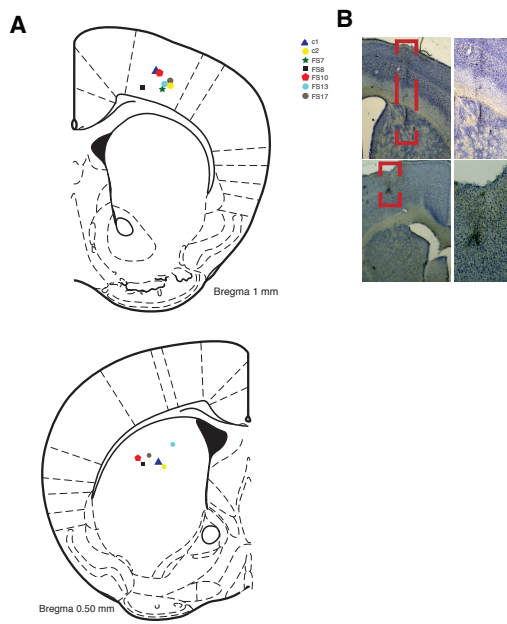 A
B
c1
c2
FS7
FS8
FS10
FS13
FS17
Bregma 1 mm
Bregma 0.50 mm